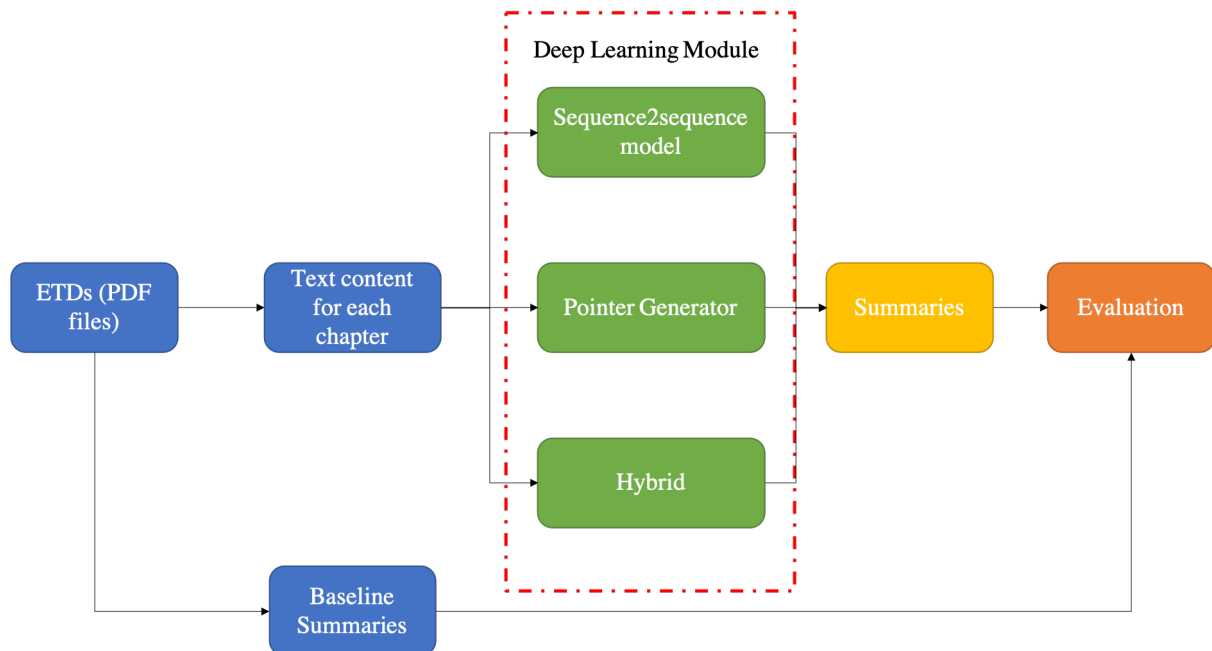 Deep Learning Module
Sequence2sequence
model
ETDs (PDF
files)
Text content
for each
chapter
Pointer Generator
Summaries
Evaluation
Hybrid
Baseline
Summaries